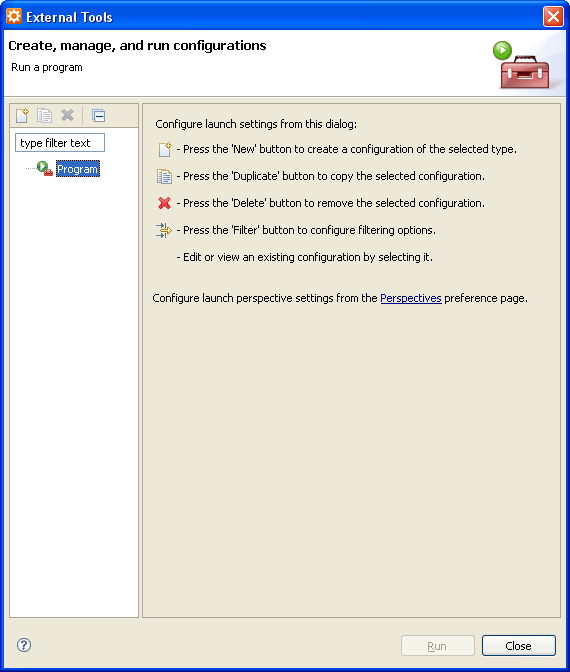 External Tools
Create, manage, and run configurations
Run a program
type filter text
Program
Configure launch settings from this dialog:
- Press the 'New' button to create a configuration of the selected type.
- Press the 'Duplicate' button to copy the selected configuration.
- Press the 'Delete' button to remove the selected configuration.
- Press the 'Filter' button to configure filtering options.
- Edit or view an existing configuration by selecting it.
Configure launch perspective settings from the Perspectives preference page.
? Run Close